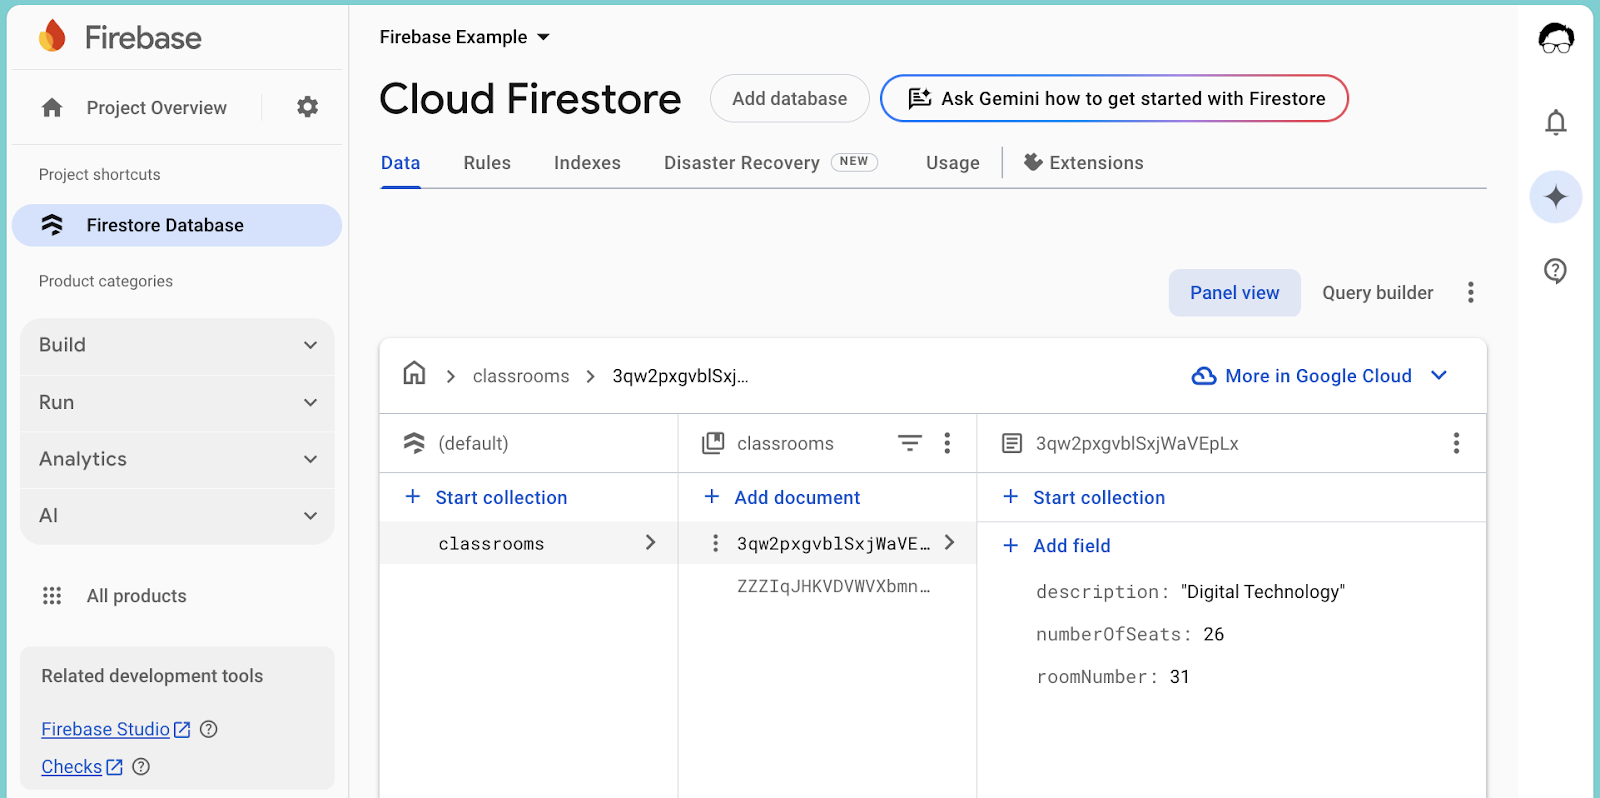 Firebase
Project Overview
Project shortcuts
Firestore Database
Product categories
Build
Run
Analytics
AI
All products
Related development tools
Firebase Studio
Checks
Firebase Example
Cloud Firestore
Add database
Ask Gemini how to get started with Firestore
Data Rules Indexes Disaster Recovery NEW Usage Extensions
Panel view Query builder
classrooms 3qw2pxgvblSxj...
More in Google Cloud
(default)
Start collection
classrooms
classrooms
Add document
3qw2pxgvblSxjWaVE...
ZZZIqJHKVDVWVXbmn...
3qw2pxgvblSxjWaVEpLx
Start collection
Add field
description: "Digital Technology"
numberOfSeats: 26
roomNumber: 31